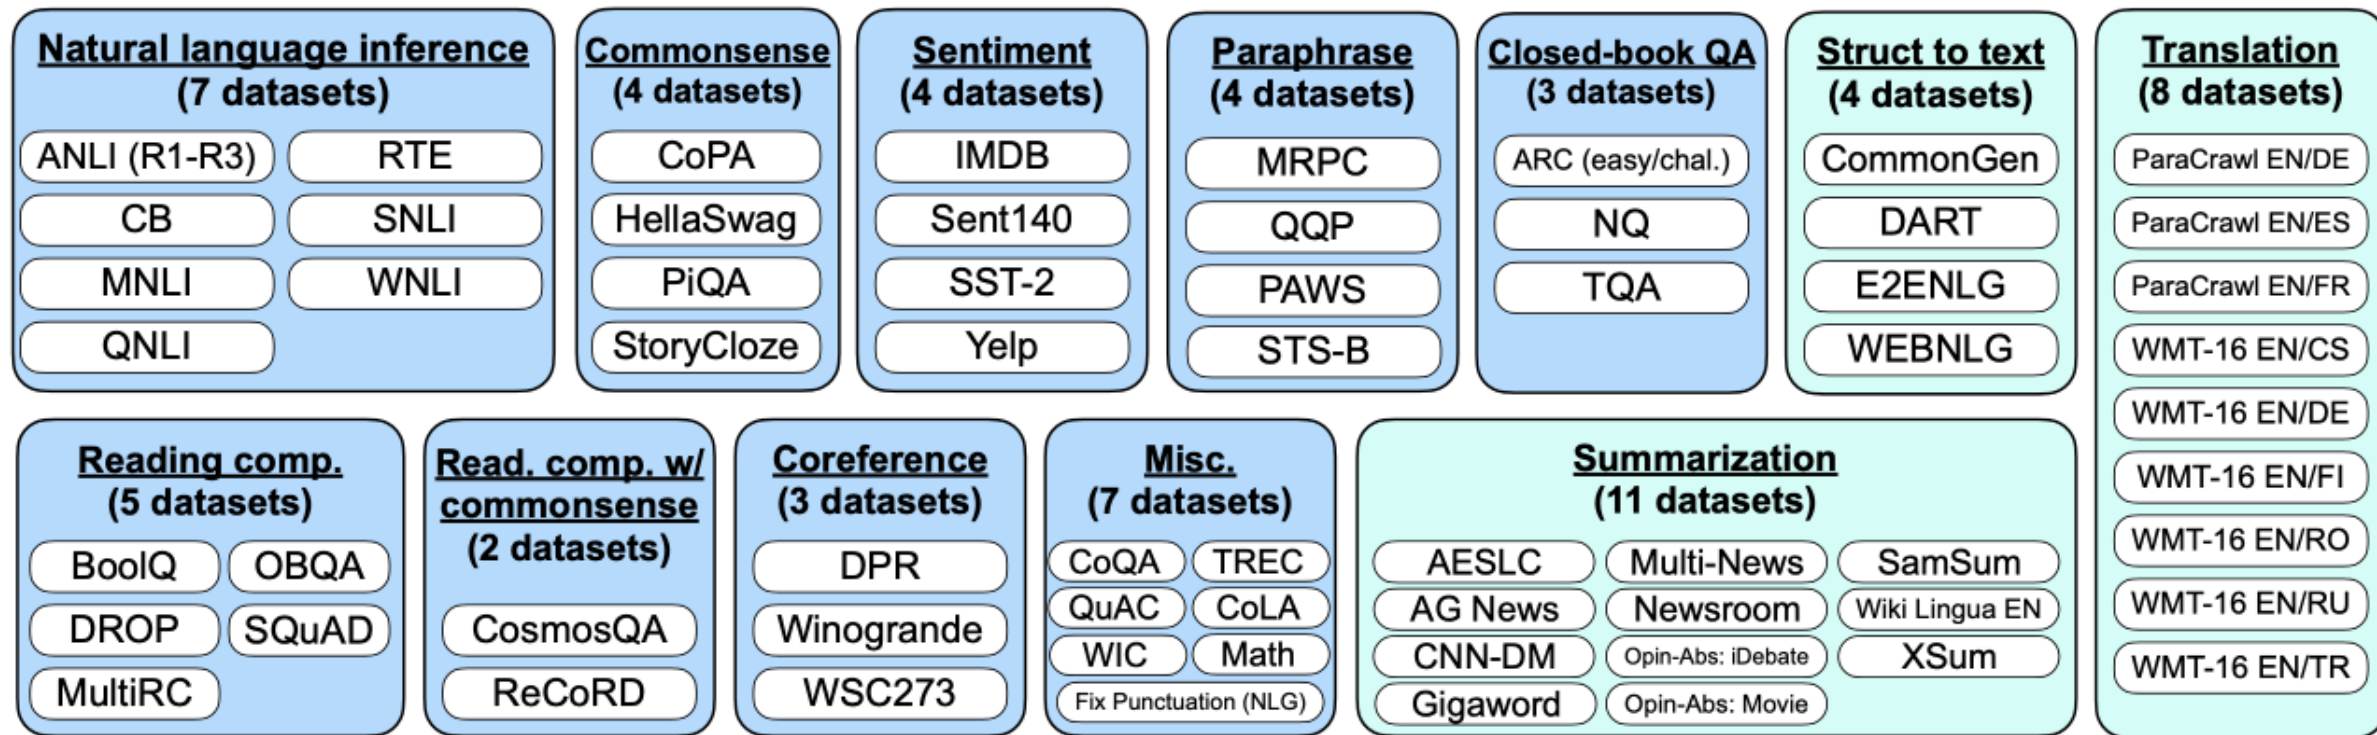 Natural language inference
(7 datasets)
ANLI (R1-R3)
RTE
CB
SNLI
MNLI
WNLI
QNLI
Commonsense
(4 datasets)
CoPA
HellaSwag
PiQA
StoryCloze
Sentiment
(4 datasets)
IMDB
Sent140
SST-2
Yelp
Paraphrase
(4 datasets)
MRPC
QQP
PAWS
STS-B
Closed-book QA
(3 datasets)
ARC (easy/chal.)
NQ
TQA
Struct to text
(4 datasets)
CommonGen
DART
E2ENLG
WEBNLG
Translation
(8 datasets)
ParaCrawl EN/DE
ParaCrawl EN/ES
ParaCrawl EN/FR
WMT-16 EN/CS
WMT-16 EN/DE
WMT-16 EN/FI
WMT-16 EN/RO
WMT-16 EN/RU
WMT-16 EN/TR
Reading comp.
(5 datasets)
BoolQ
OBQA
DROP
SQuAD
MultiRC
Read. comp. w/
commonsense
(2 datasets)
CosmosQA
ReCoRD
Coreference
(3 datasets)
DPR
Winogrande
WSC273
Misc.
(7 datasets)
CoQA
TREC
QuAC
CoLA
WIC
Math
Fix Punctuation (NLG)
Summarization
(11 datasets)
AESLC
Multi-News
SamSum
AG News
Newsroom
Wiki Lingua EN
CNN-DM
Opin-Abs: iDebate
XSum
Gigaword
Opin-Abs: Movie